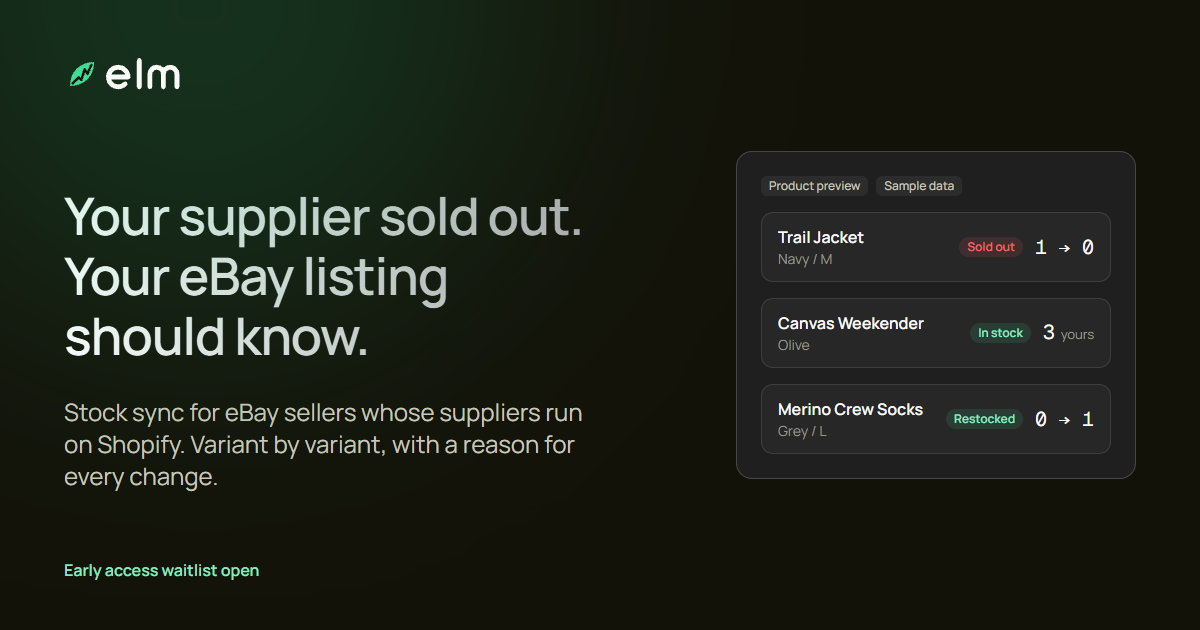 elm
Your supplier sold out.
Your eBay listing
should know.
Stock sync for eBay sellers whose suppliers run
on Shopify. Variant by variant, with a reason for
every change.
Early access waitlist open
Product preview Sample data
Trail Jacket
Navy / M
Sold out 1 → 0
Canvas Weekender
Olive
In stock 3 yours
Merino Crew Socks
Grey / L
Restocked 0 → 1